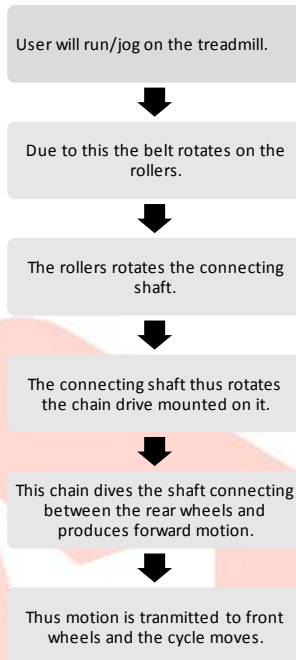 User will run/jog on the treadmill.
Due to this the belt rotates on the
rollers.
The rollers rotates the connecting
shaft.
The connecting shaft thus rotates
the chain drive mounted on it.
This chain dives the shaft connecting
between the rear wheels and
produces forward motion.
Thus motion is tranmitted to front
wheels and the cycle moves.